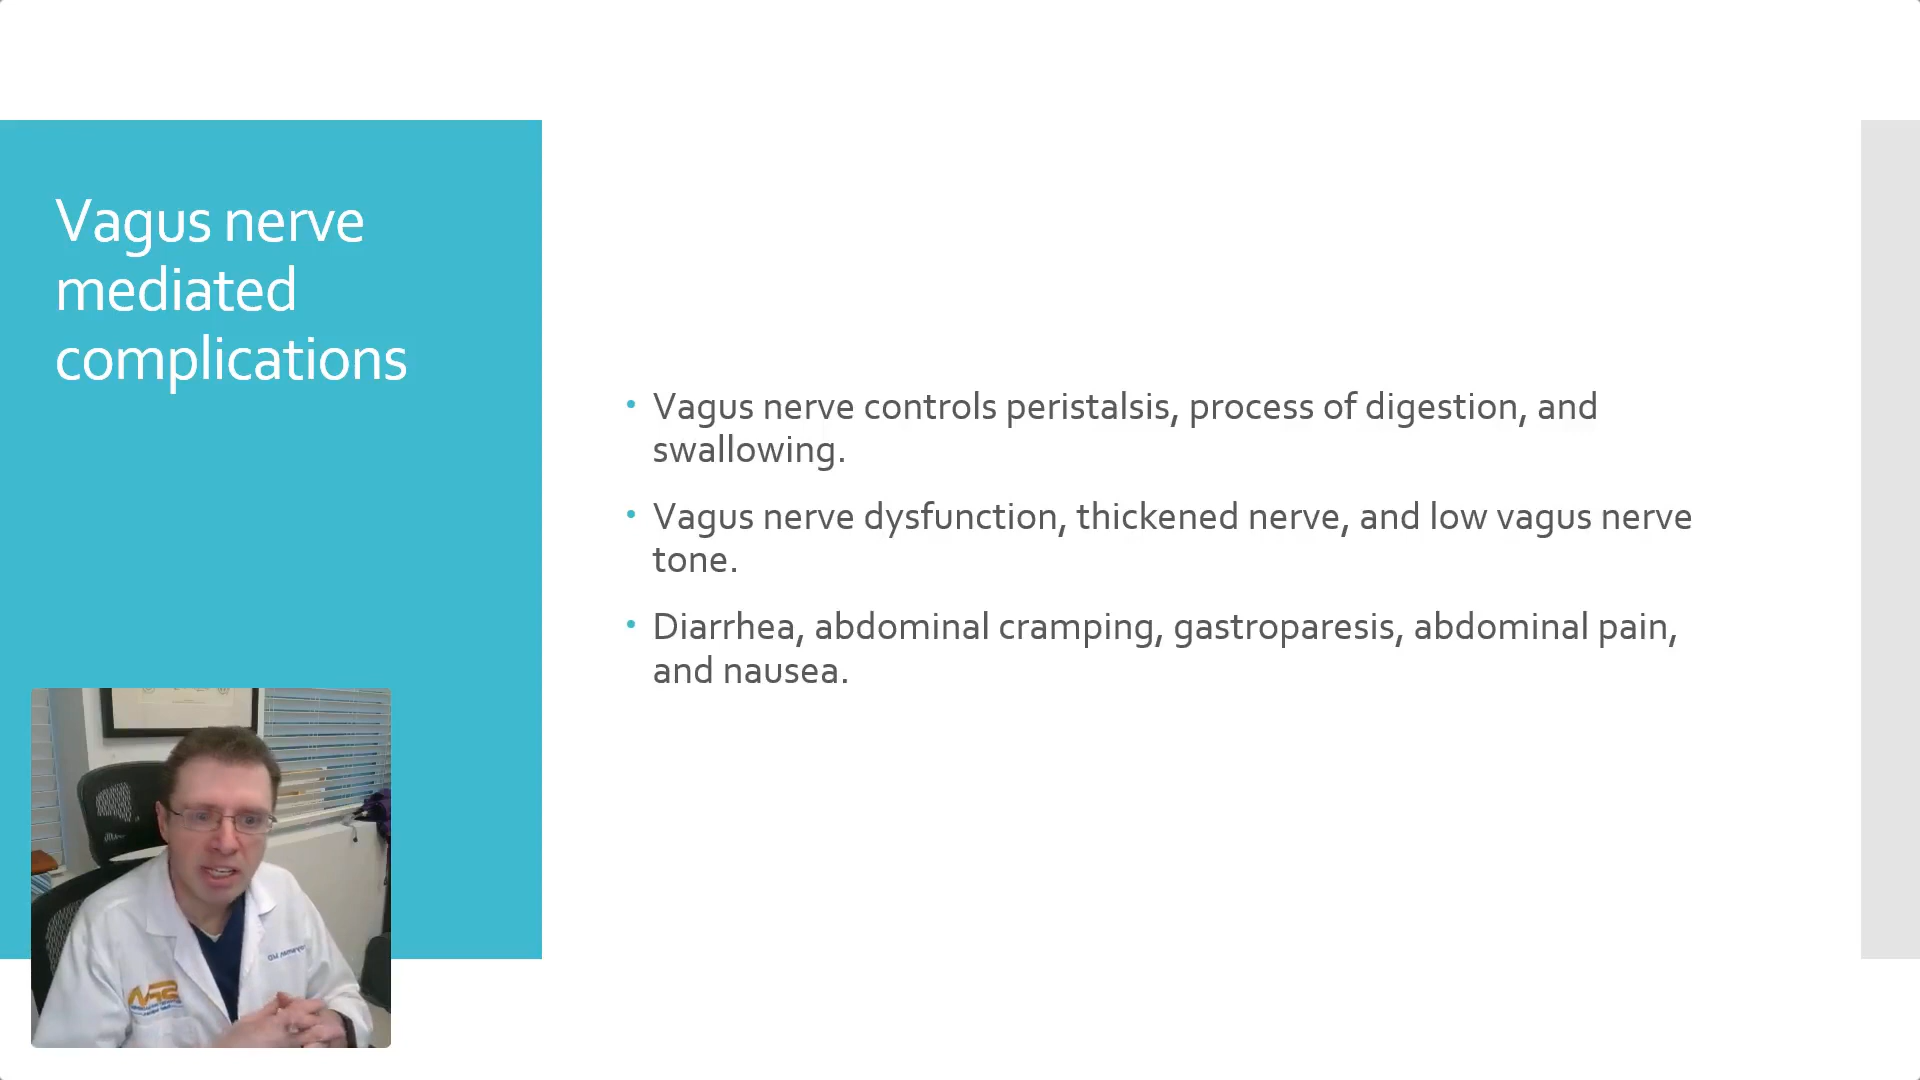 Vagus nerve
mediated
complications
• Vagus nerve controls peristalsis, process of digestion, and
swallowing.
• Vagus nerve dysfunction, thickened nerve, and low vagus nerve
tone.
• Diarrhea, abdominal cramping, gastroparesis, abdominal pain,
and nausea.